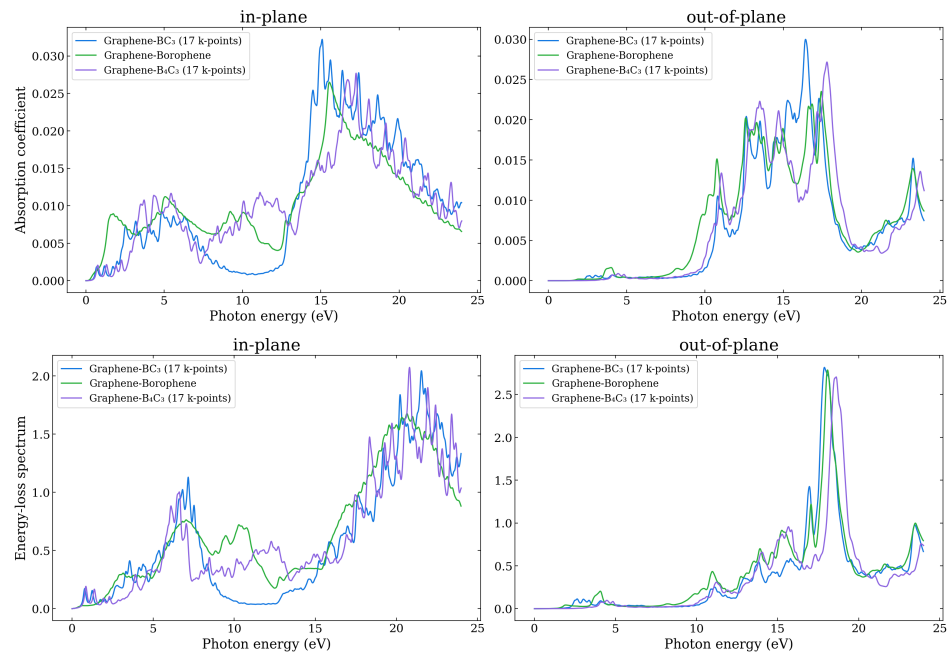 in-plane
Absorption coefficient
0.030
0.025
0.020
0.015
0.010
0.005
0.000
Graphene-BC₃ (17 k-points)
Graphene-Borophene
Graphene-B₄C₃ (17 k-points)
0 5 10 15 20 25
Photon energy (eV)
out-of-plane
0.030
0.025
0.020
0.015
0.010
0.005
0.000
Graphene-BC₃ (17 k-points)
Graphene-Borophene
Graphene-B₄C₃ (17 k-points)
0 5 10 15 20 25
Photon energy (eV)
in-plane
Energy-loss spectrum
2.0
1.5
1.0
0.5
0.0
Graphene-BC₃ (17 k-points)
Graphene-Borophene
Graphene-B₄C₃ (17 k-points)
0 5 10 15 20 25
Photon energy (eV)
out-of-plane
2.5
2.0
1.5
1.0
0.5
0.0
Graphene-BC₃ (17 k-points)
Graphene-Borophene
Graphene-B₄C₃ (17 k-points)
0 5 10 15 20 25
Photon energy (eV)